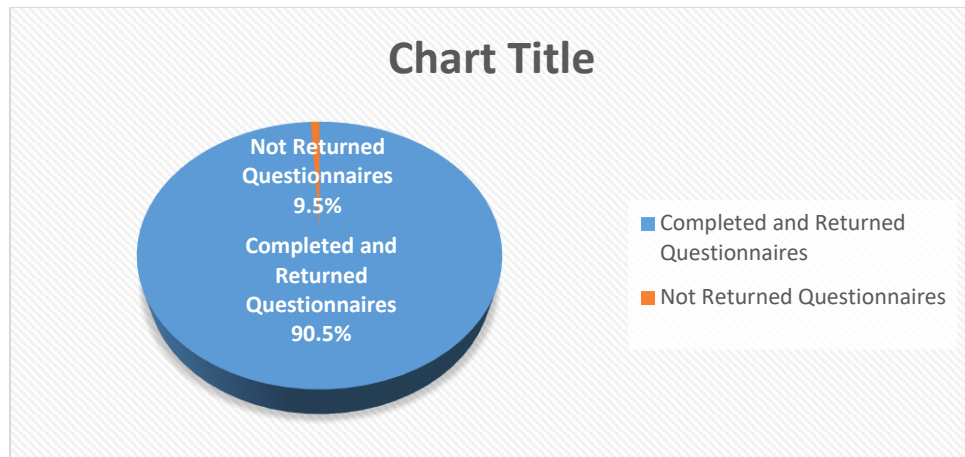 Chart Title
Not Returned
Questionnaires
9.5%
Completed and
Returned
Questionnaires
90.5%
Completed and Returned
Questionnaires
Not Returned Questionnaires